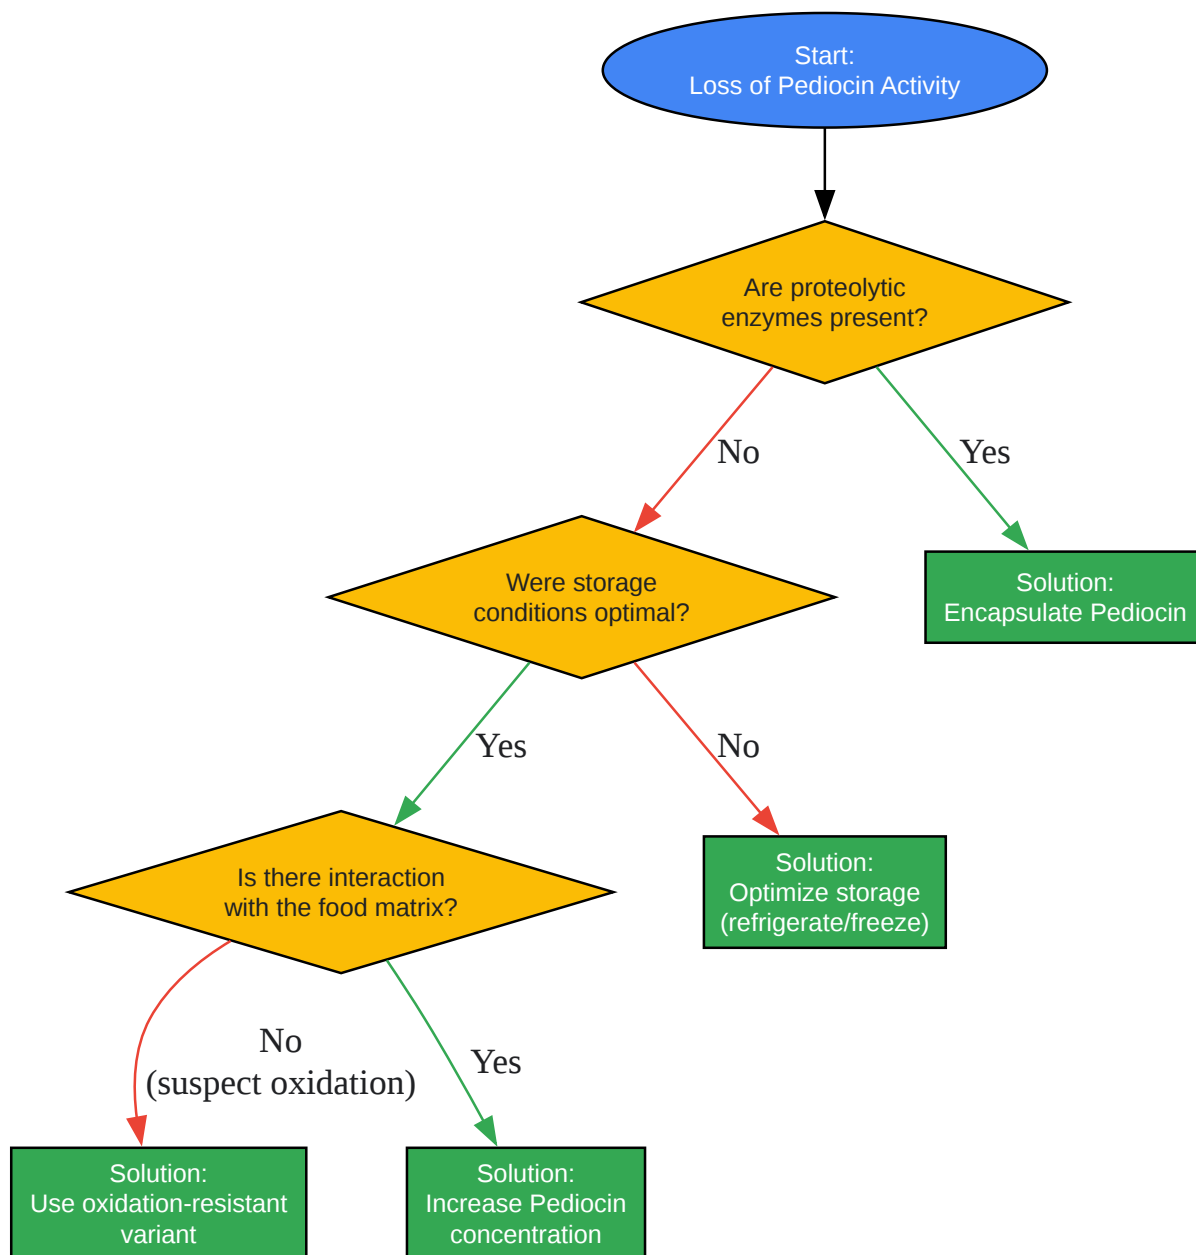 Start:
Loss of Pediocin Activity
Are proteolytic
enzymes present?
No
Yes
Were storage
conditions optimal?
Solution:
Encapsulate Pediocin
Yes
No
Is there interaction
with the food matrix?
Solution:
Optimize storage
(refrigerate/freeze)
No
(suspect oxidation)
Yes
Solution:
Use oxidation-resistant
variant
Solution:
Increase Pediocin
concentration